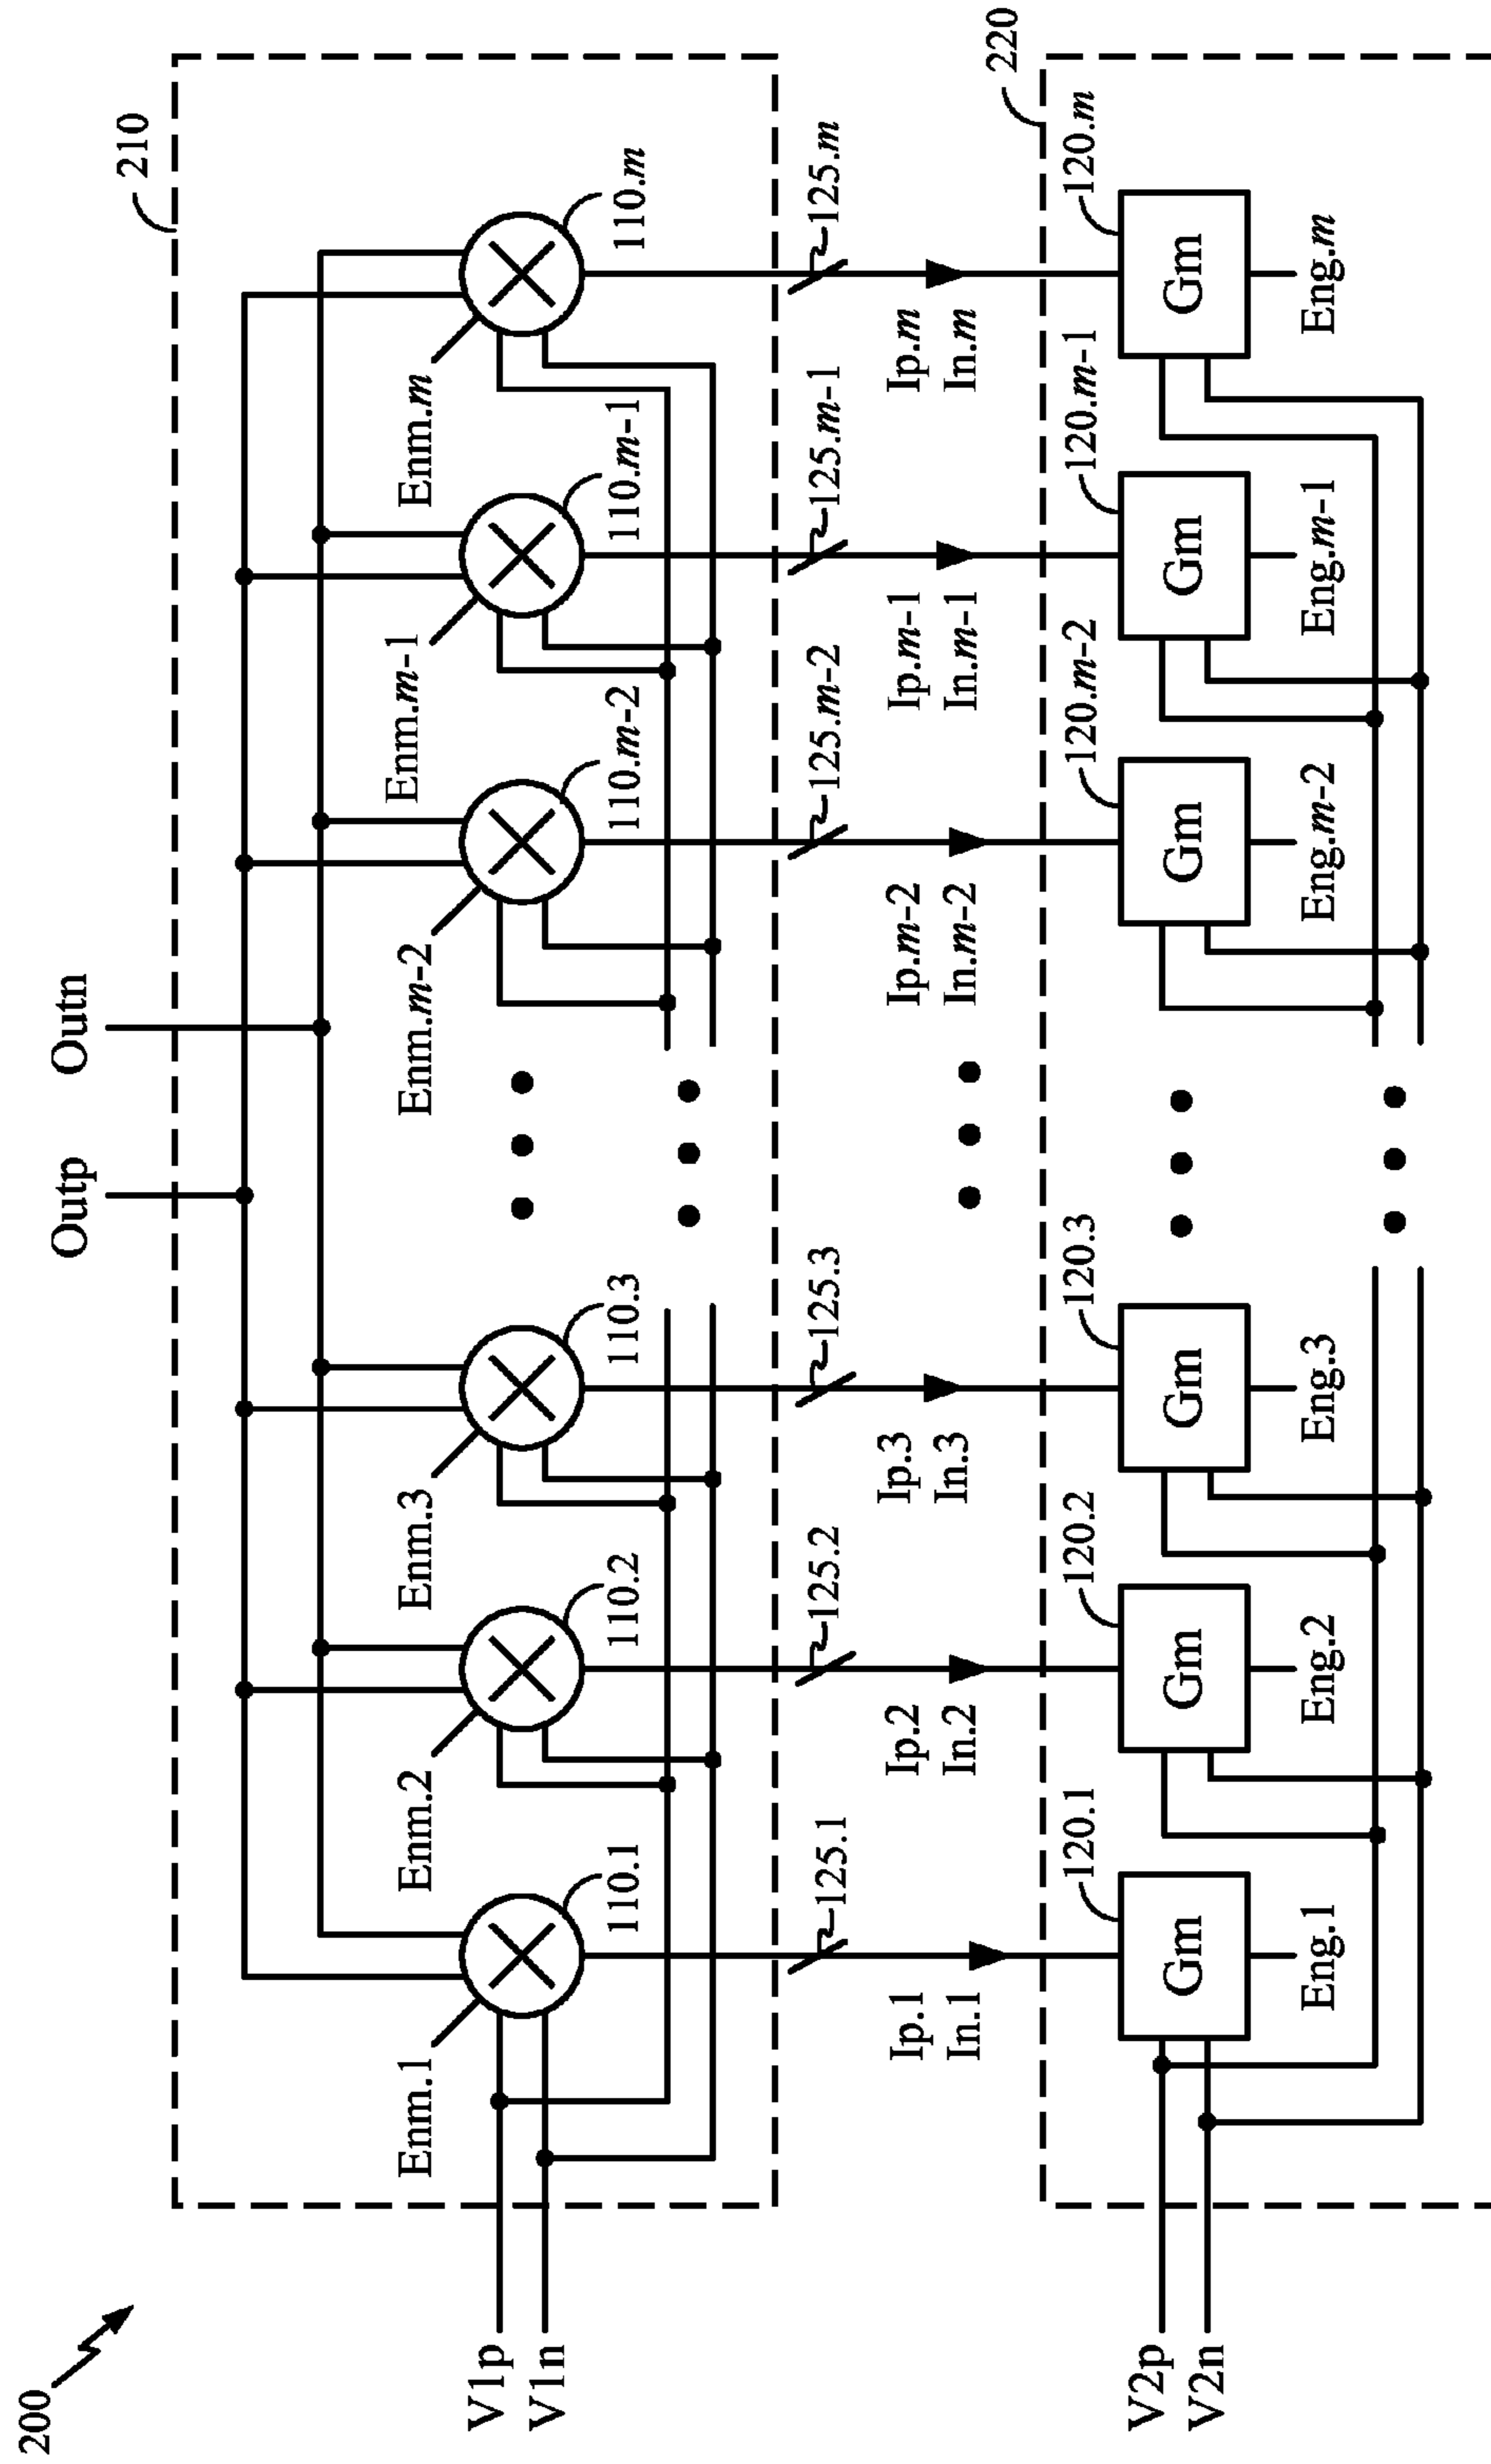 200
Outp Outn
210
Enm.1 Enm.2 Enm.3 Enm.m-2 Enm.m-1 Enm.m
110.1 110.2 110.3 110.m-2 110.m-1 110.m
V1p
V1n
125.1 125.2 125.3 125.m-2 125.m-1 125.m
Ip.1 Ip.2 Ip.3 Ip.m-2 Ip.m-1 Ip.m
In.1 In.2 In.3 In.m-2 In.m-1 In.m
220
120.1 120.2 120.3 120.m-2 120.m-1 120.m
Gm Gm Gm Gm Gm Gm
V2p
V2n
Eng.1 Eng.2 Eng.3 Eng.m-2 Eng.m-1 Eng.m